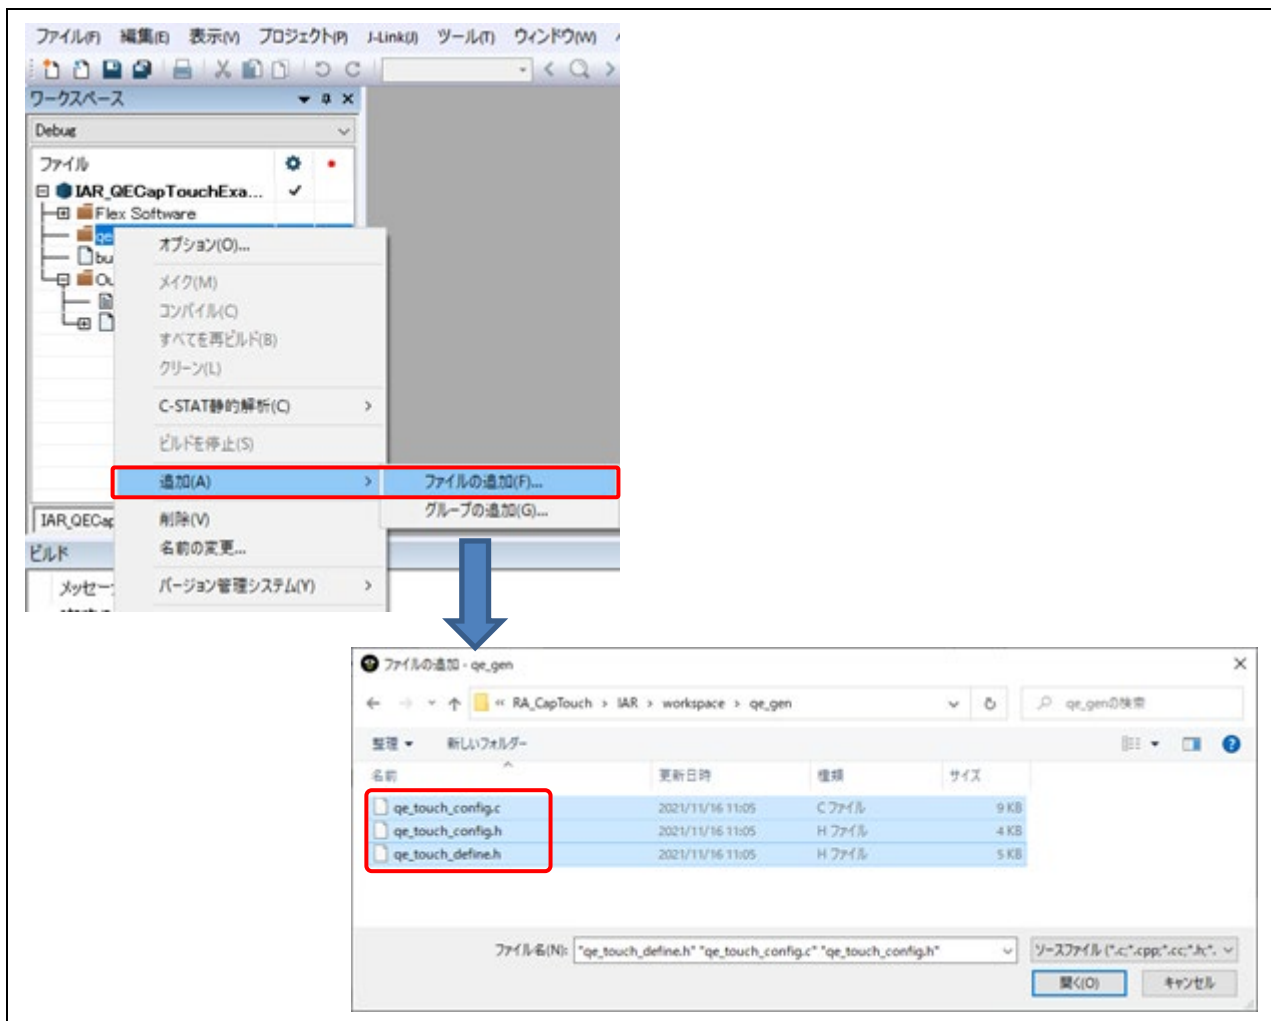 ファイル(F) 編集(E) 表示(V) プロジェクト(P) J-Link(J) ツール(T) ウィンドウ(W)
ワークスペース
Debug
ファイル
IAR_QECapTouchExa...
Flex Software
qe
bu
Ou
オプション(O)...
メイク(M)
コンパイル(C)
すべてを再ビルド(B)
クリーン(L)
C-STAT静的解析(C)
ビルドを停止(S)
追加(A)
ファイルの追加(F)...
グループの追加(G)...
削除(V)
名前の変更...
バージョン管理システム(Y)
IAR_QECap
ビルド
メッセー
ファイルの追加 - qe_gen
« RA_CapTouch > IAR > workspace > qe_gen
qe_genの検索
整理 新しいフォルダー
名前 更新日時 種類 サイズ
qe_touch_config.c 2021/11/16 11:05 C ファイル 9 KB
qe_touch_config.h 2021/11/16 11:05 H ファイル 4 KB
qe_touch_define.h 2021/11/16 11:05 H ファイル 5 KB
ファイル名(N): "qe_touch_define.h" "qe_touch_config.c" "qe_touch_config.h"
ソースファイル (*.c;*.cpp;*.cc;*.h;*.
開く(O) キャンセル